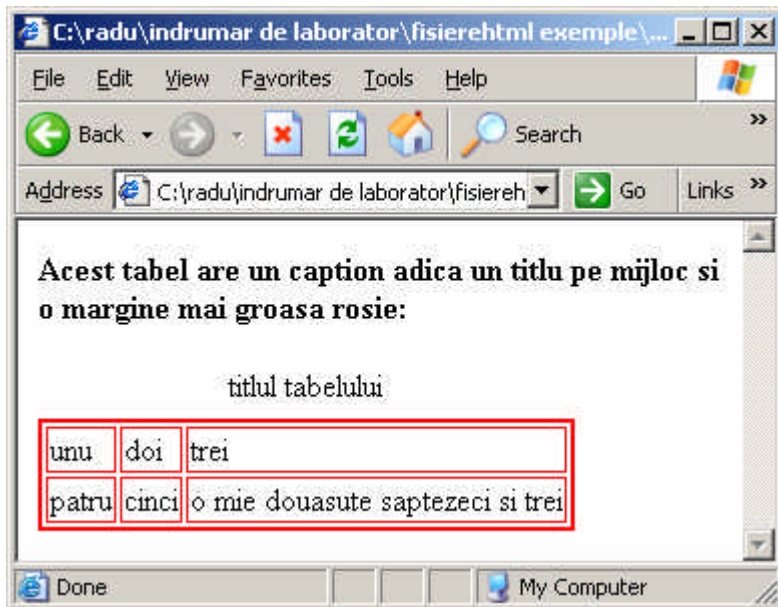 C:\radu\indrumar de laborator\fisierehtml exemple\...
File Edit View Favorites Tools Help
Back Search »
Address C:\radu\indrumar de laborator\fisiereh Go Links »
Acest tabel are un caption adica un titlu pe mijloc si
o margine mai groasa rosie:
titlul tabelului
unu doi trei
patru cinci o mie douasute saptezeci si trei
Done My Computer